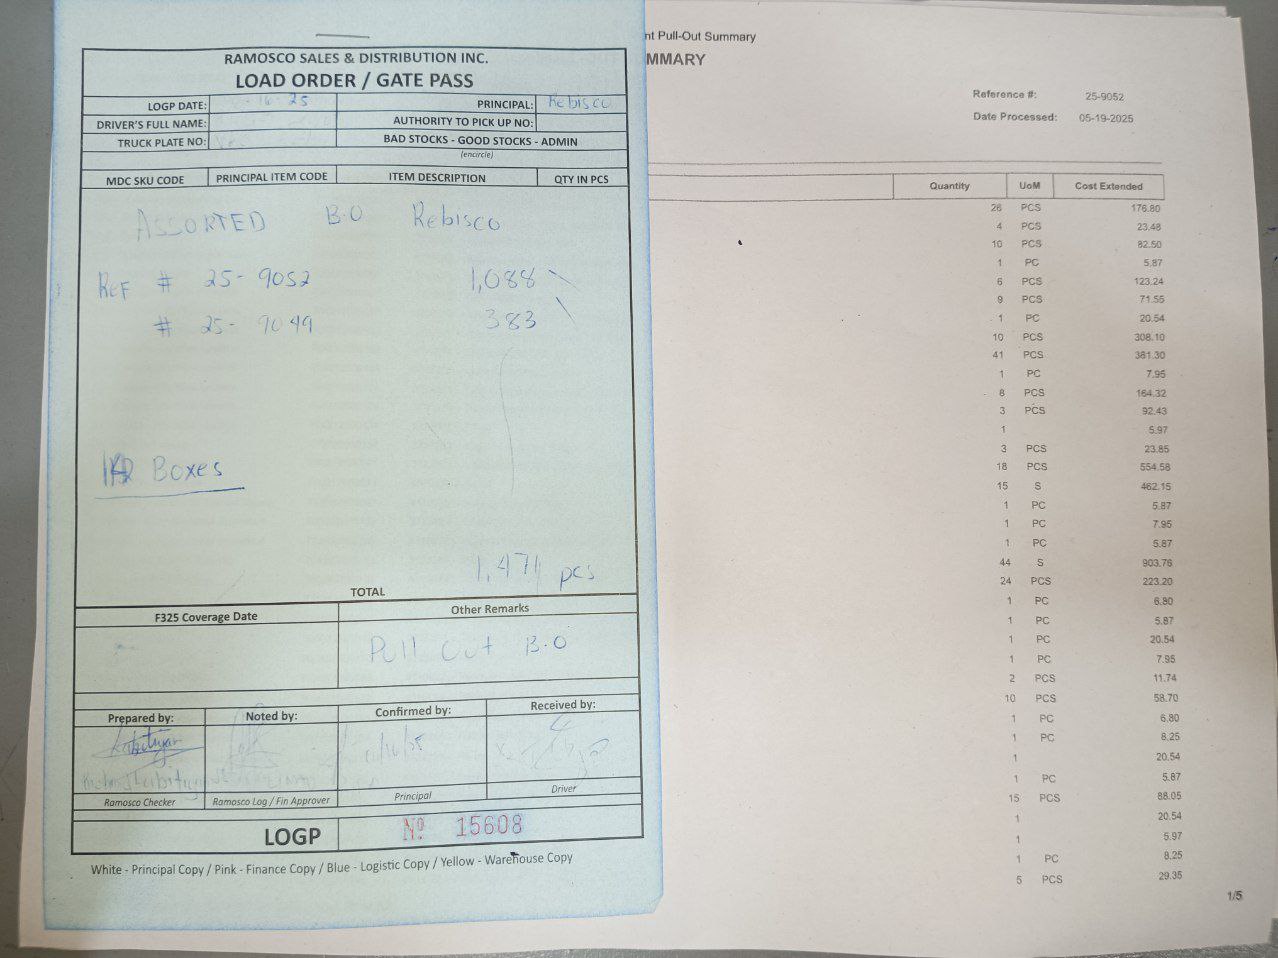 RAMOSCO SALES & DISTRIBUTION INC.
LOAD ORDER / GATE PASS
LOGP DATE: 16-25 PRINCIPAL: Rebisco
DRIVER'S FULL NAME: AUTHORITY TO PICK UP NO:
TRUCK PLATE NO: BAD STOCKS - GOOD STOCKS - ADMIN
(encircle)
MDC SKU CODE PRINCIPAL ITEM CODE ITEM DESCRIPTION QTY IN PCS
ASSORTED B.O Rebisco
REF # 25-9052 1,088
# 25-9049 383
Boxes
1,471 pcs
TOTAL
F325 Coverage Date Other Remarks
Pull Out B.O
Prepared by: Noted by: Confirmed by: Received by:
Ramosco Checker Ramosco Log / Fin Approver Principal Driver
LOGP Nº 15608
White - Principal Copy / Pink - Finance Copy / Blue - Logistic Copy / Yellow - Warehouse Copy
nt Pull-Out Summary
MMARY
Reference #: 25-9052
Date Processed: 05-19-2025
Quantity UoM Cost Extended
26 PCS 176.80
4 PCS 23.48
10 PCS 82.50
1 PC 5.87
6 PCS 123.24
9 PCS 71.55
1 PC 20.54
10 PCS 308.10
41 PCS 381.30
1 PC 7.95
8 PCS 164.32
3 PCS 92.43
1 5.97
3 PCS 23.85
18 PCS 554.58
15 S 462.15
1 PC 5.87
1 PC 7.95
1 PC 5.87
44 S 903.76
24 PCS 223.20
1 PC 6.80
1 PC 5.87
1 PC 20.54
1 PC 7.95
2 PCS 11.74
10 PCS 58.70
1 PC 6.80
1 PC 8.25
1 20.54
1 PC 5.87
15 PCS 88.05
1 20.54
1 5.97
1 PC 8.25
5 PCS 29.35
1/5